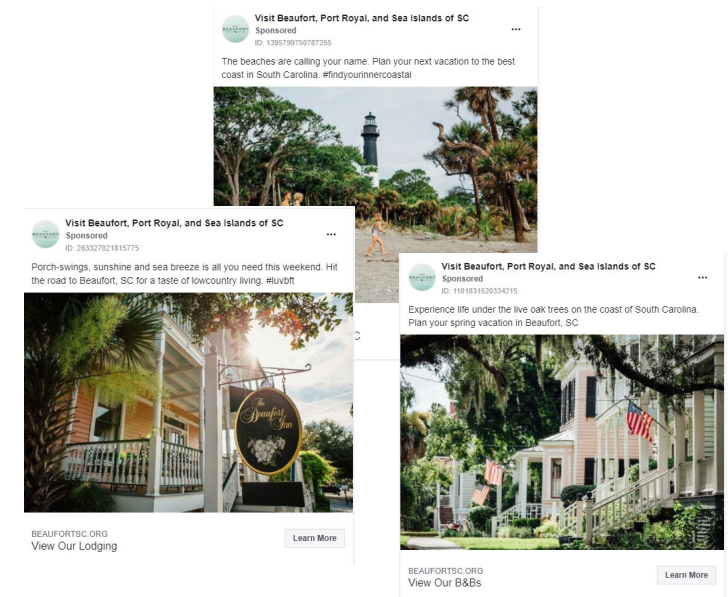 Visit Beaufort, Port Royal, and Sea Islands of SC
Sponsored
ID: 1395799750787255
The beaches are calling your name. Plan your next vacation to the best
coast in South Carolina. #findyourinnercoastal
Visit Beaufort, Port Royal, and Sea Islands of SC
Sponsored
ID: 263327021815775
Porch-swings, sunshine and sea breeze is all you need this weekend. Hit
the road to Beaufort, SC for a taste of lowcountry living. #luvbft
The
Beaufort
Inn
BEAUFORTSC.ORG
View Our Lodging
Learn More
Visit Beaufort, Port Royal, and Sea Islands of SC
Sponsored
ID: 1101831520334215
Experience life under the live oak trees on the coast of South Carolina.
Plan your spring vacation in Beaufort, SC
BEAUFORTSC.ORG
View Our B&Bs
Learn More